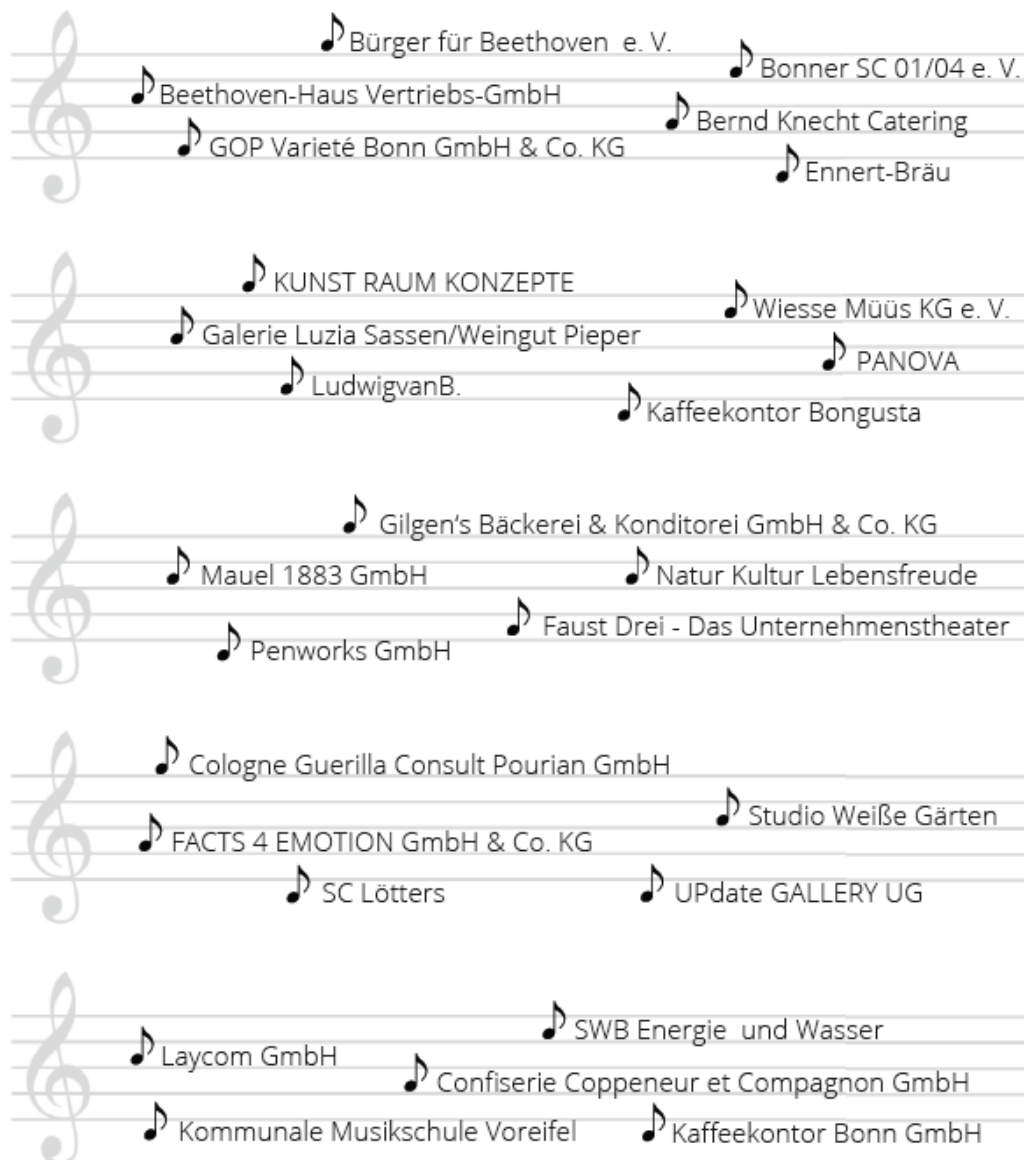 Bürger für Beethoven e. V.
Bonner SC 01/04 e. V.
Beethoven-Haus Vertriebs-GmbH
Bernd Knecht Catering
GOP Varieté Bonn GmbH & Co. KG
Ennert-Bräu
KUNST RAUM KONZEPTE
Wiesse Müüs KG e. V.
Galerie Luzia Sassen/Weingut Pieper
PANOVA
LudwigvanB.
Kaffeekontor Bongusta
Gilgen‘s Bäckerei & Konditorei GmbH & Co. KG
Mauel 1883 GmbH
Natur Kultur Lebensfreude
Faust Drei - Das Unternehmenstheater
Penworks GmbH
Cologne Guerilla Consult Pourian GmbH
Studio Weiße Gärten
FACTS 4 EMOTION GmbH & Co. KG
SC Lötters
UPdate GALLERY UG
SWB Energie und Wasser
Laycom GmbH
Confiserie Coppeneur et Compagnon GmbH
Kommunale Musikschule Voreifel
Kaffeekontor Bonn GmbH